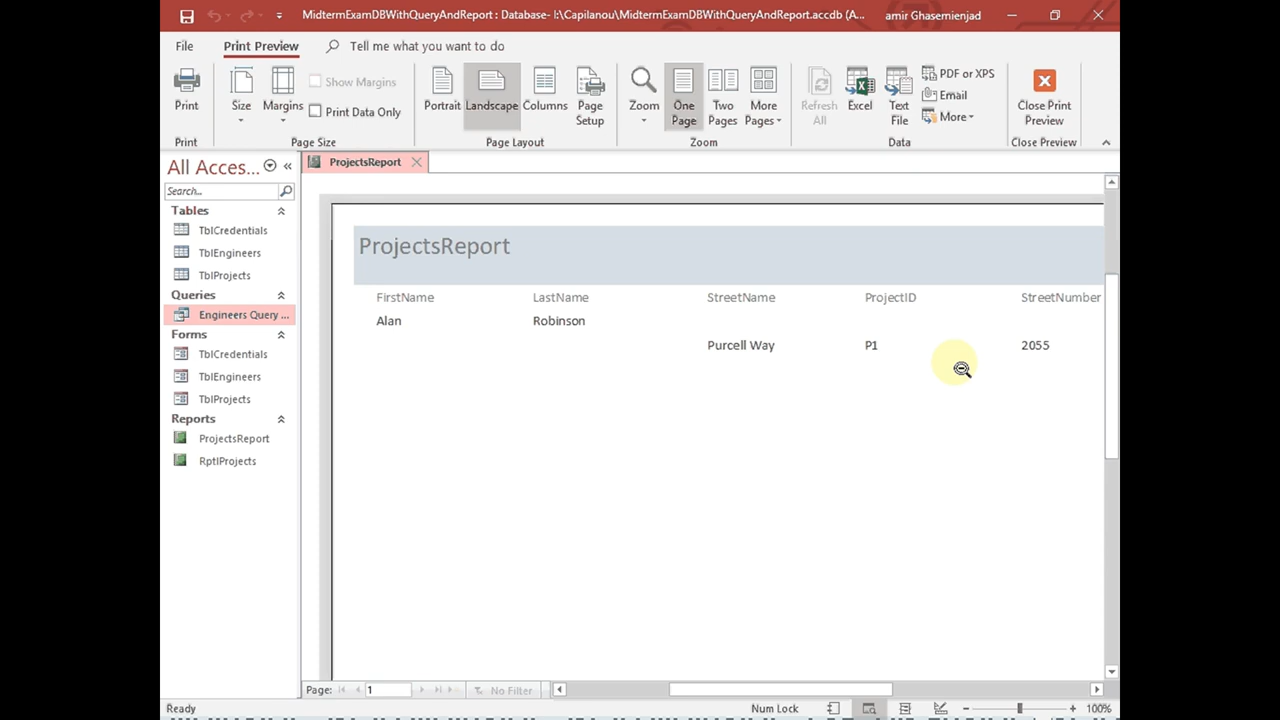 MidtermExamDBWithQueryAndReport : Database- I:\Capilanou\MidtermExamDBWithQueryAndReport.accdb (A... amir Ghasemienjad
File Print Preview Tell me what you want to do
Print Size Margins Show Margins Print Data Only Portrait Landscape Columns Page Setup Zoom One Page Two Pages More Pages Refresh All Excel Text File PDF or XPS Email More Close Print Preview
Print Page Size Page Layout Zoom Data Close Preview
All Acces... «
ProjectsReport
Search...
Tables
TblCredentials
TblEngineers
TblProjects
Queries
Engineers Query ...
Forms
TblCredentials
TblEngineers
TblProjects
Reports
ProjectsReport
RptlProjects
ProjectsReport
FirstName LastName StreetName ProjectID StreetNumber
Alan Robinson
Purcell Way P1 2055
Page: 1 No Filter
Ready Num Lock 100%